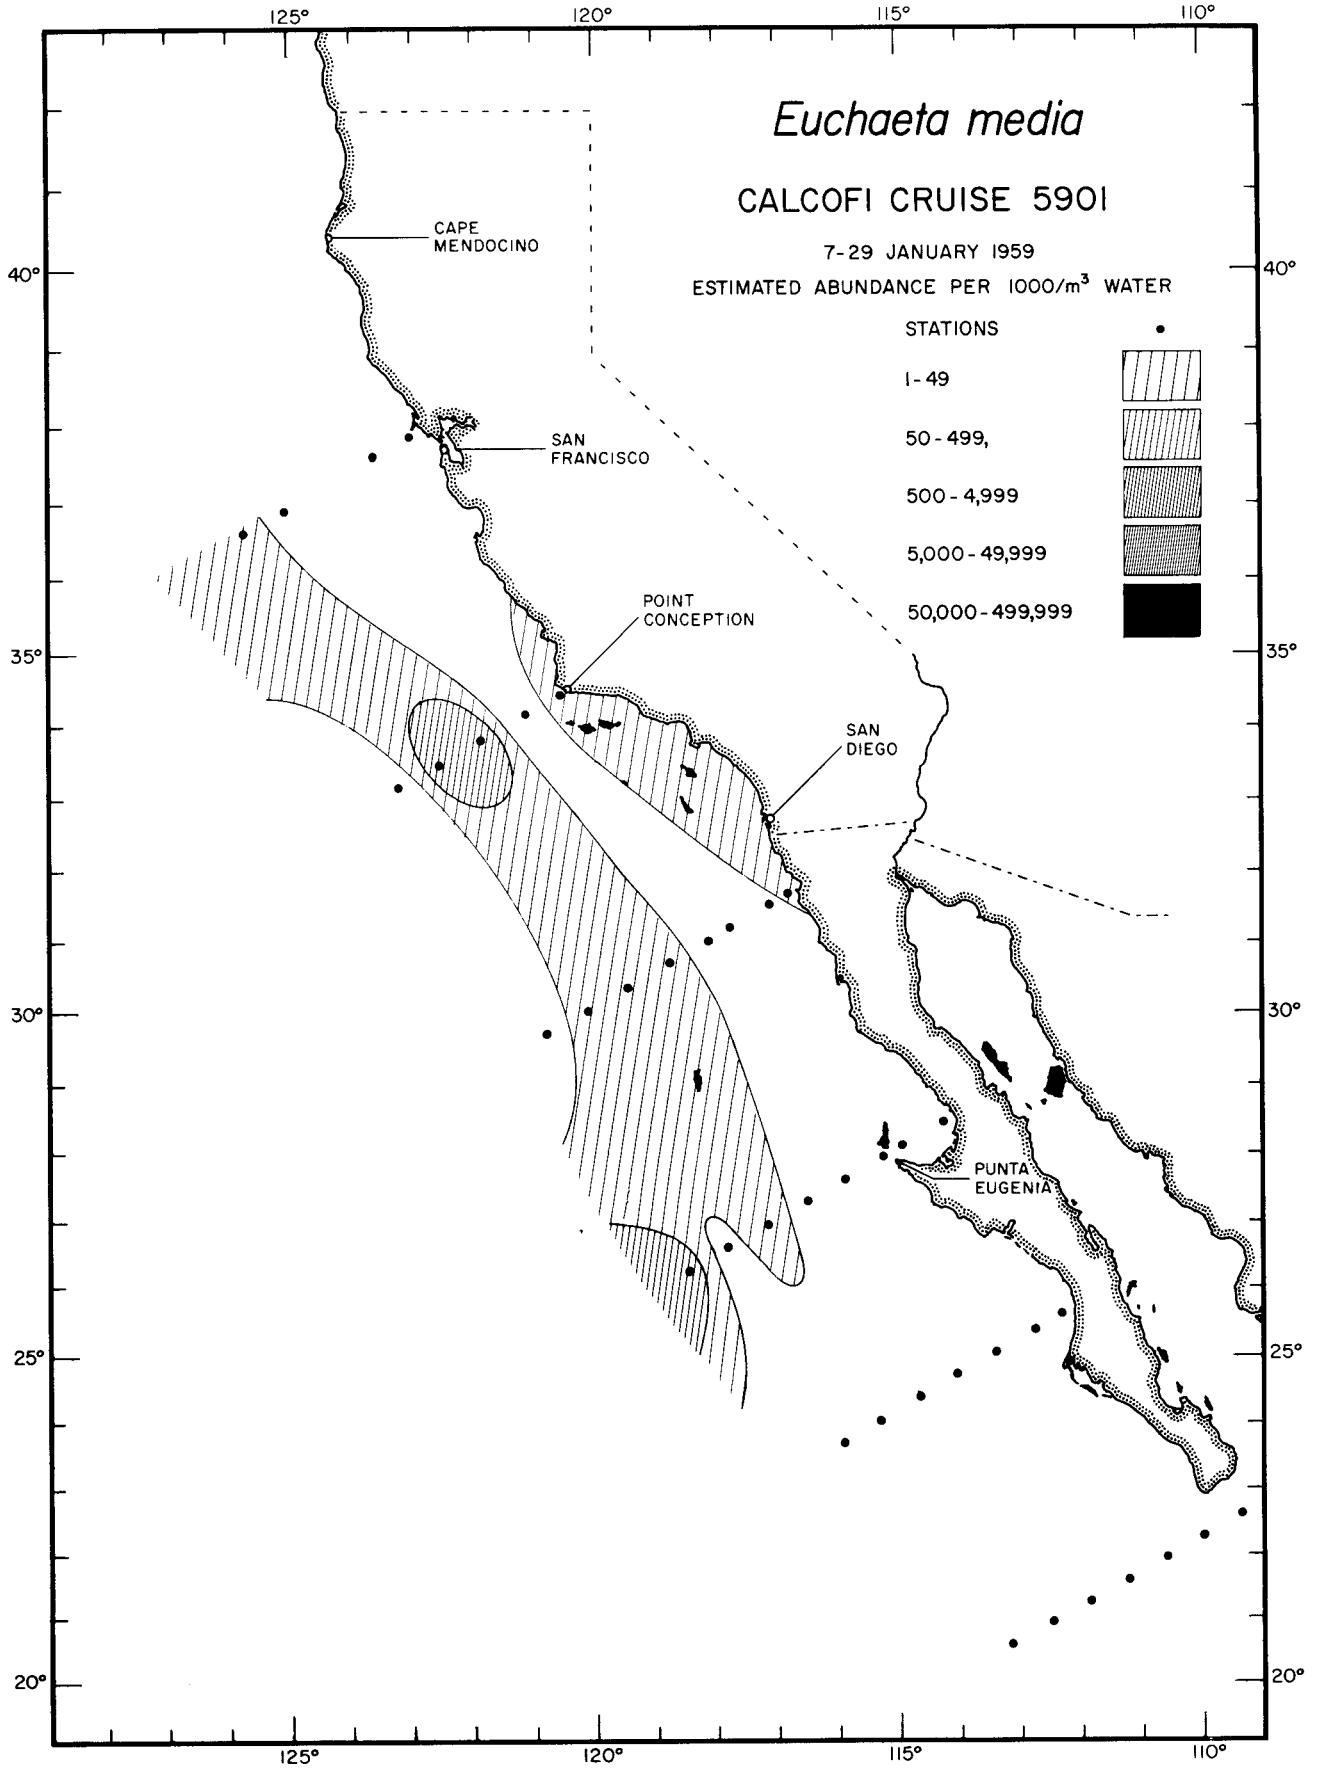 125° 120° 115° 110°
Euchaeta media
CALCOFI CRUISE 5901
7-29 JANUARY 1959
ESTIMATED ABUNDANCE PER 1000/m³ WATER
STATIONS
1-49
50-499,
500-4,999
5,000-49,999
50,000-499,999
CAPE
MENDOCINO
40° 40°
SAN
FRANCISCO
POINT
CONCEPTION
35° 35°
SAN
DIEGO
30° 30°
PUNTA
EUGENIA
25° 25°
20° 20°
125° 120° 115° 110°